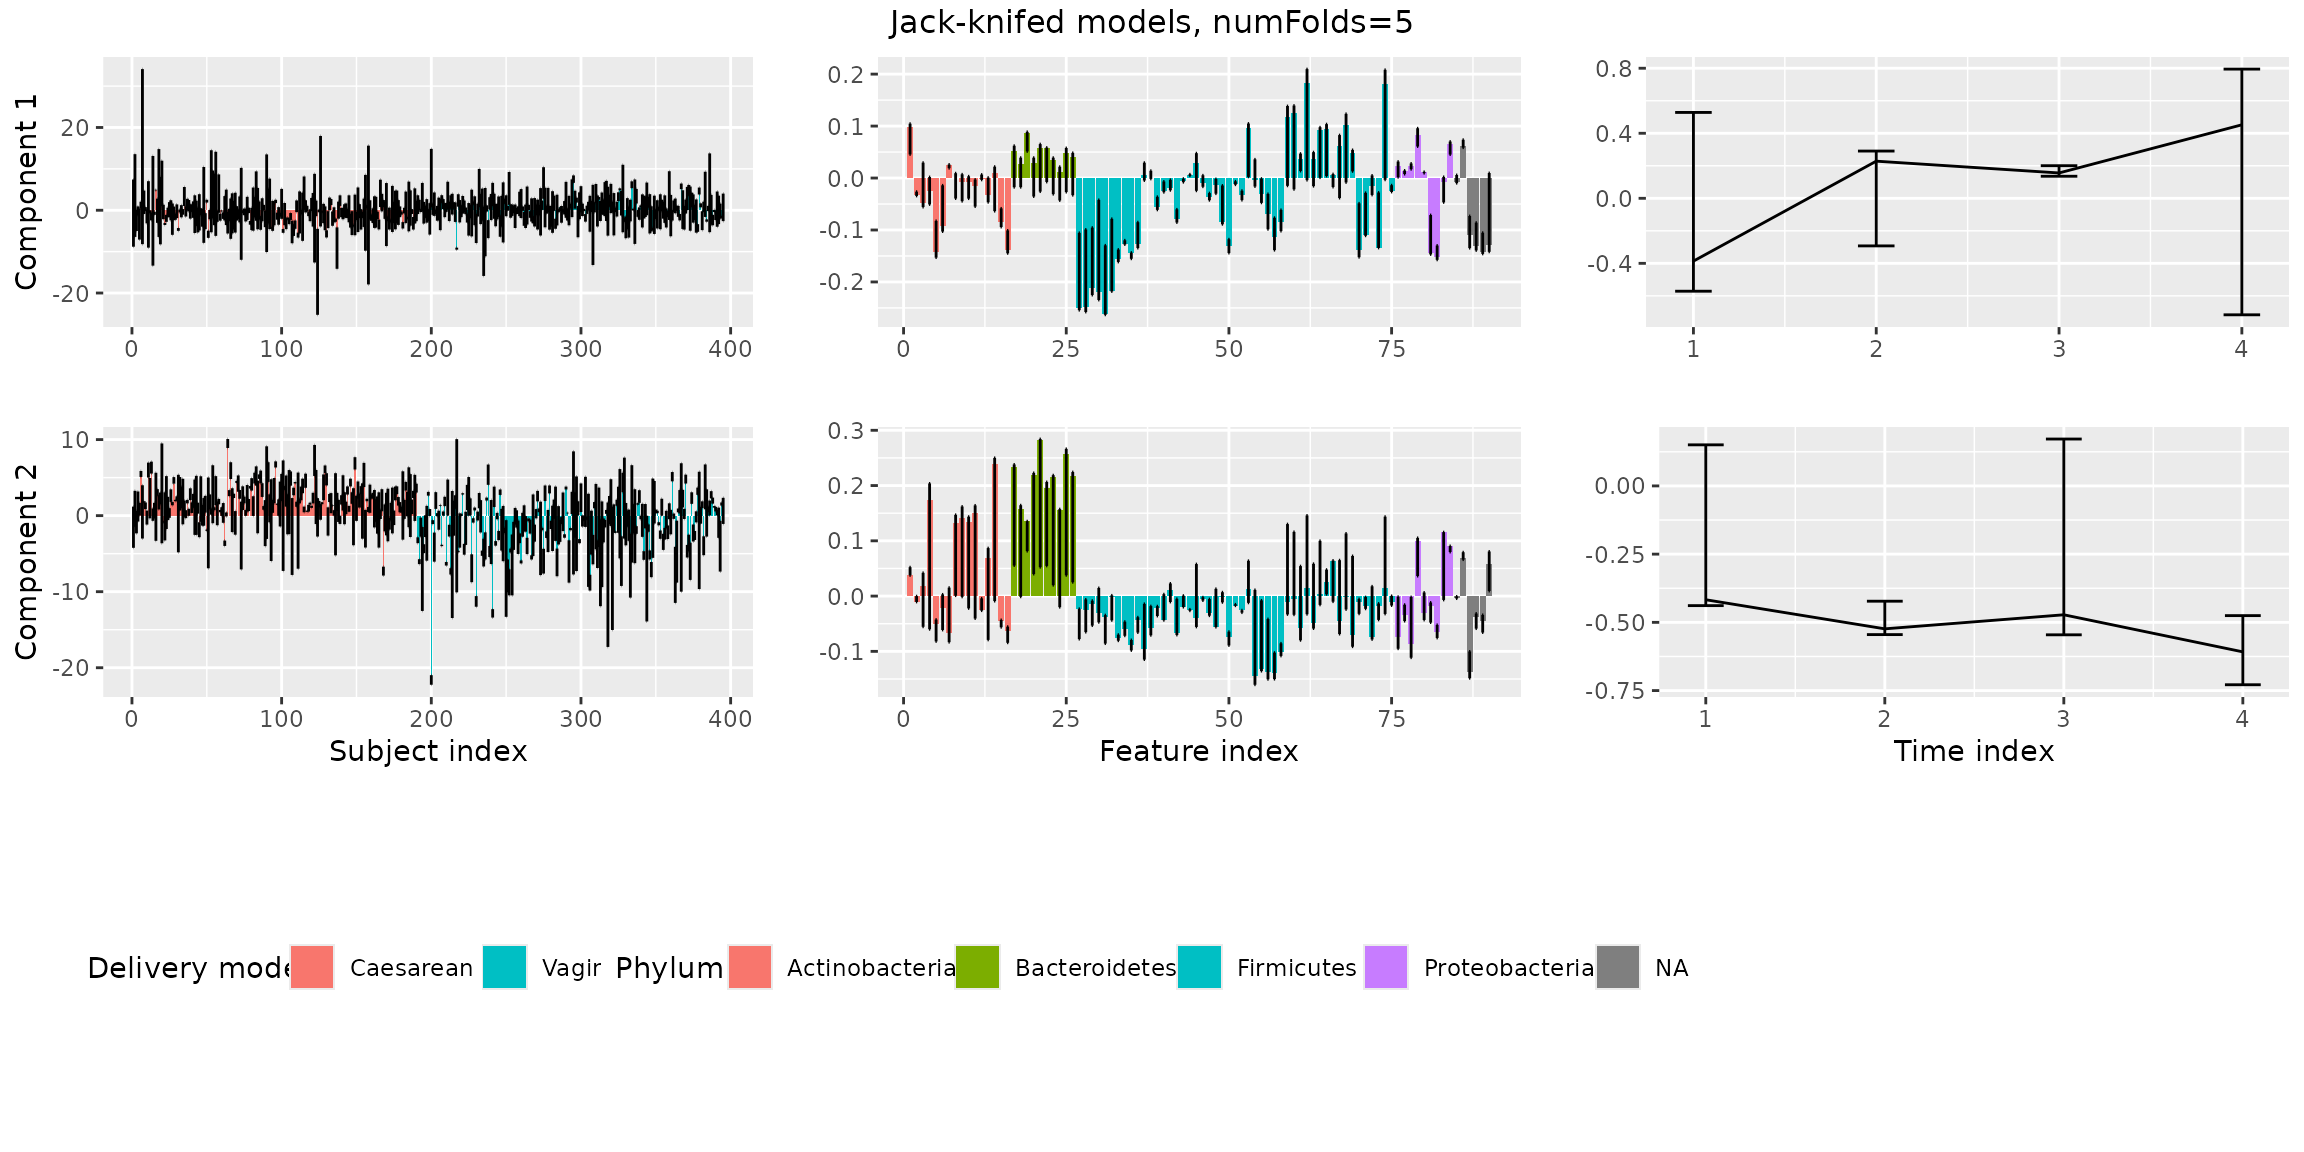 Jack-knifed models, numFolds=5
Component 1
20
0
-20
0 100 200 300 400
0.2
0.1
0.0
-0.1
-0.2
0 25 50 75
0.8
0.4
0.0
-0.4
1 2 3 4
Component 2
10
0
-10
-20
0 100 200 300 400
Subject index
0.3
0.2
0.1
0.0
-0.1
0 25 50 75
Feature index
0.00
-0.25
-0.50
-0.75
1 2 3 4
Time index
Delivery mode Caesarean Vagir Phylum Actinobacteria Bacteroidetes Firmicutes Proteobacteria NA